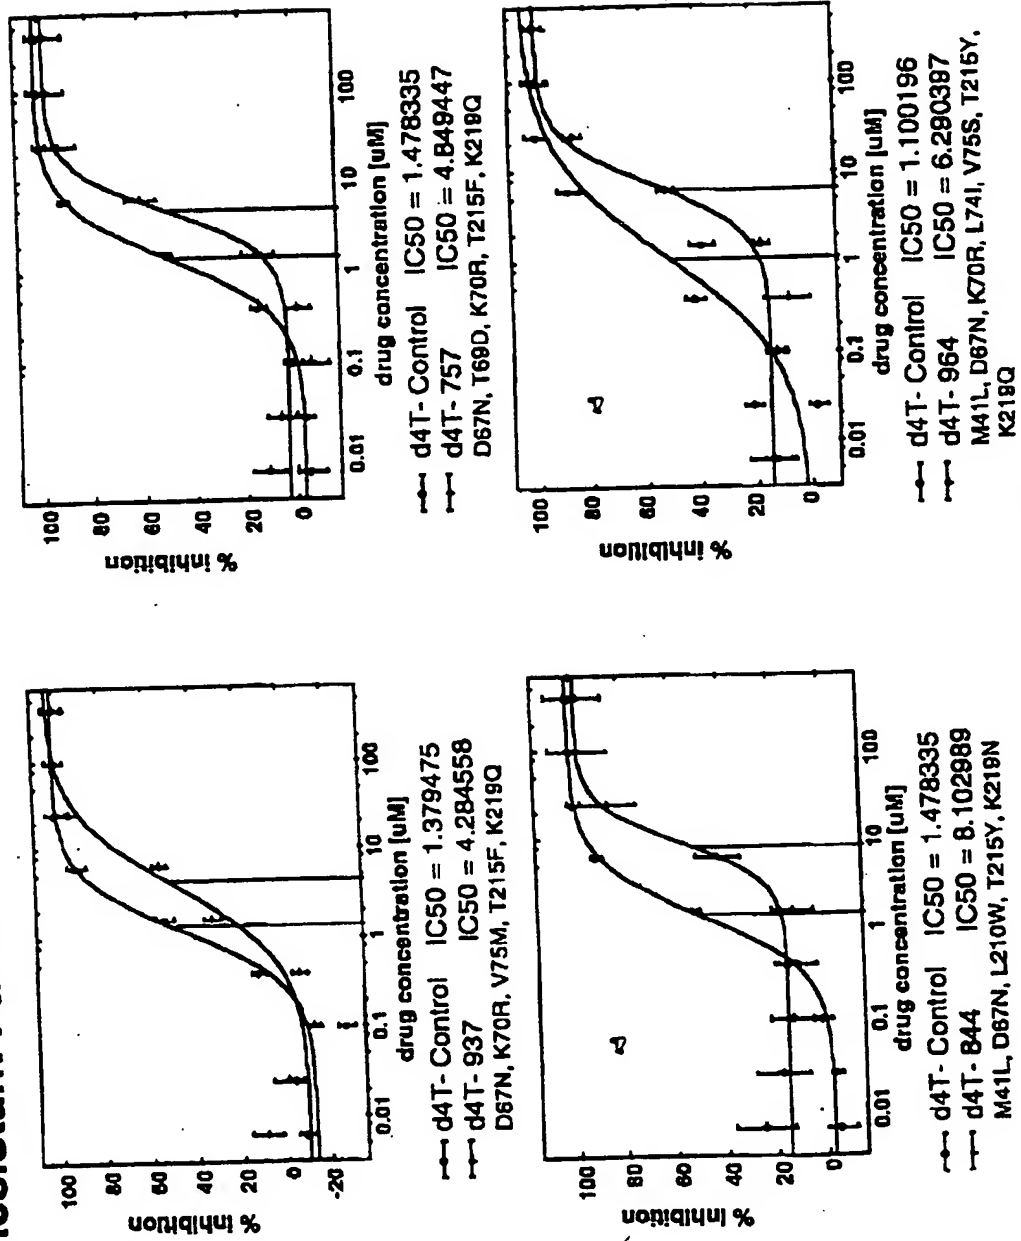 100
80
60
40
20
0
-20
% inhibition
0.01
0.1
1
10
100
drug concentration [uM]
d4T- Control IC50 = 1.379475
d4T- 937 IC50 = 4.284558
D67N, K70R, V75M, T215F, K219Q
100
80
60
40
20
0
% inhibition
0.01
0.1
1
10
100
drug concentration [uM]
d4T- Control IC50 = 1.478335
d4T- 757 IC50 = 4.849447
D67N, T69D, K70R, T215F, K219Q
100
80
60
40
20
0
% inhibition
0.01
0.1
1
10
100
drug concentration [uM]
d4T- Control IC50 = 1.478335
d4T- 844 IC50 = 8.102989
M41L, D67N, L210W, T215Y, K219N
100
80
60
40
20
0
% inhibition
0.01
0.1
1
10
100
drug concentration [uM]
d4T- Control IC50 = 1.100196
d4T- 964 IC50 = 6.290397
M41L, D67N, K70R, L74I, V75S, T215Y,
K219Q